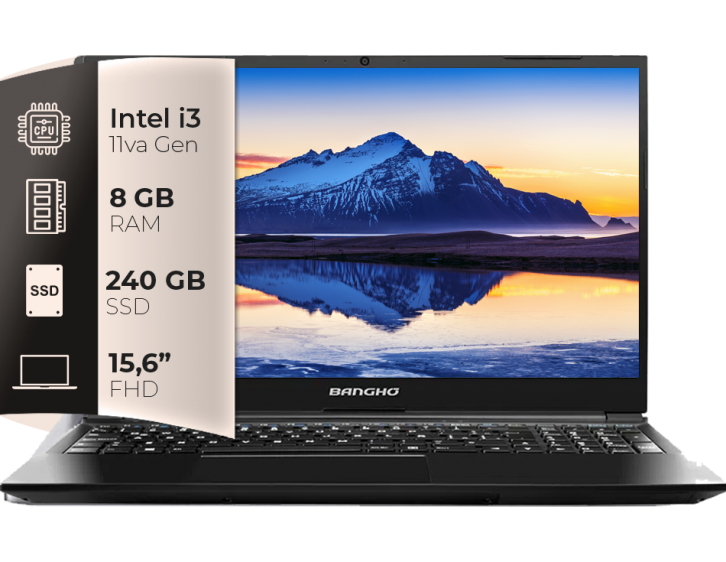 CPU
Intel i3
11va Gen
8 GB
RAM
SSD
240 GB
SSD
15,6”
FHD
BANGHO